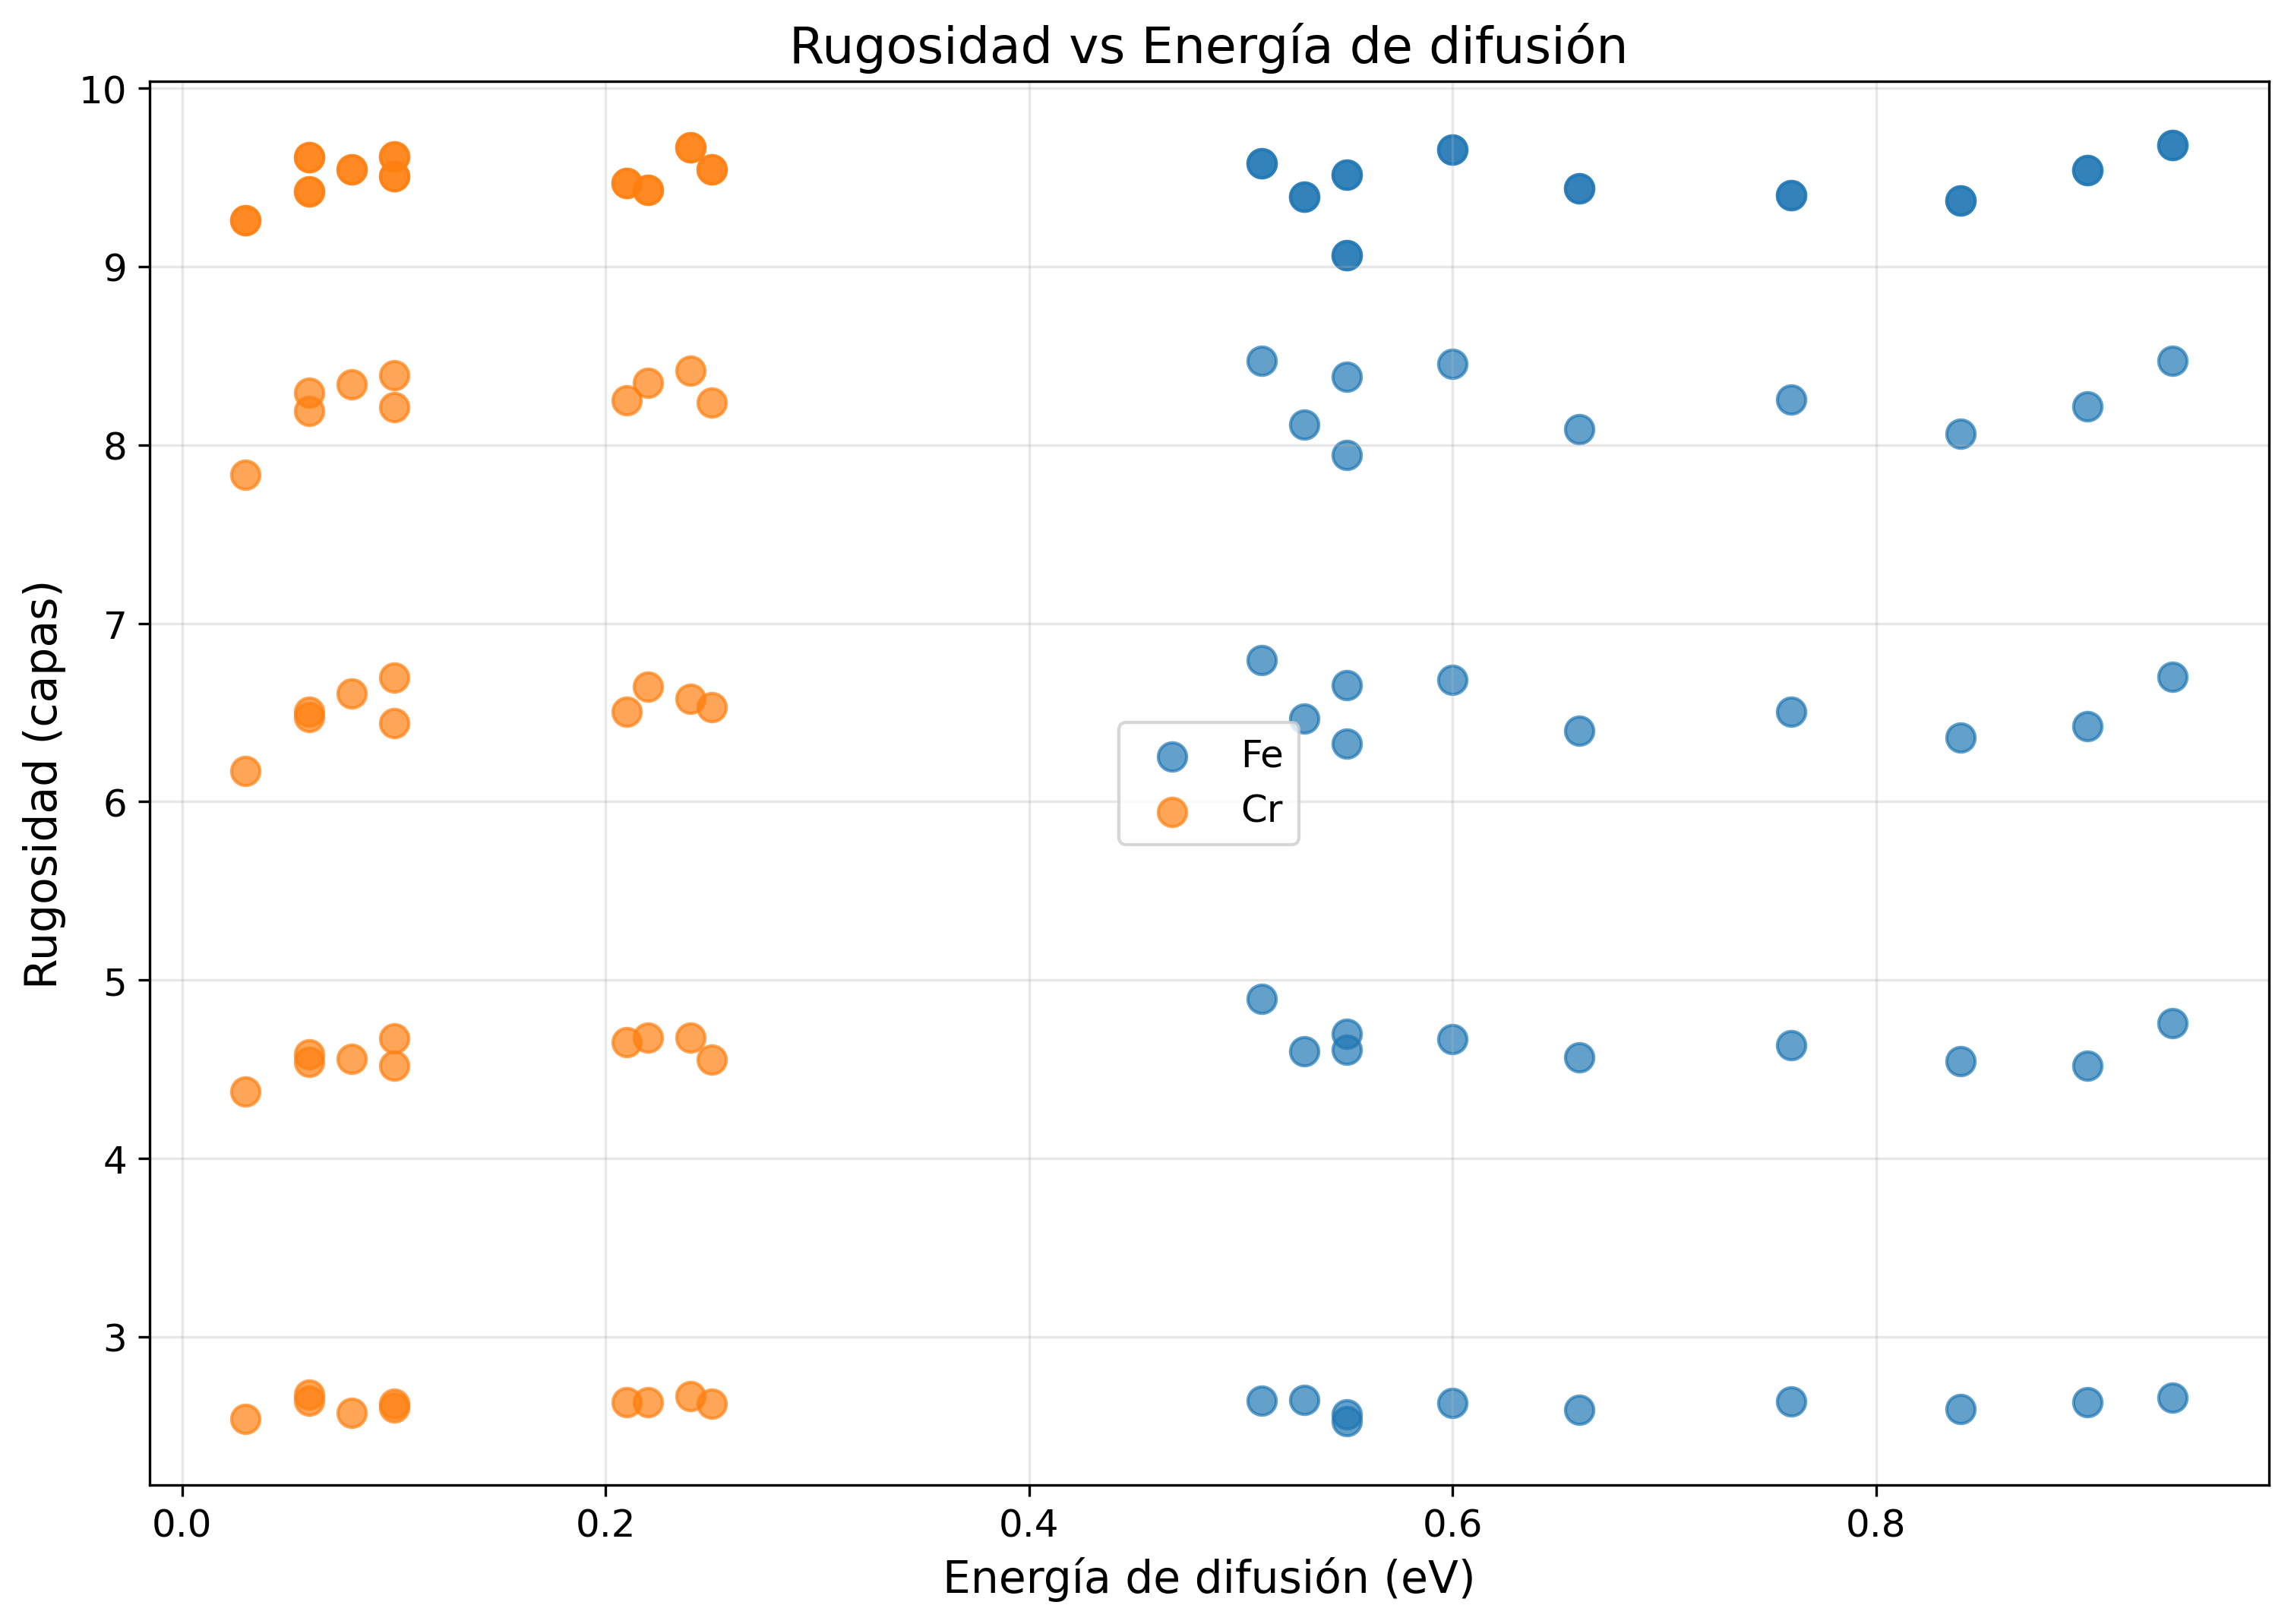 Rugosidad vs Energía de difusión
Rugosidad (capas)
10
9
8
7
6
5
4
3
Fe
Cr
0.0 0.2 0.4 0.6 0.8
Energía de difusión (eV)